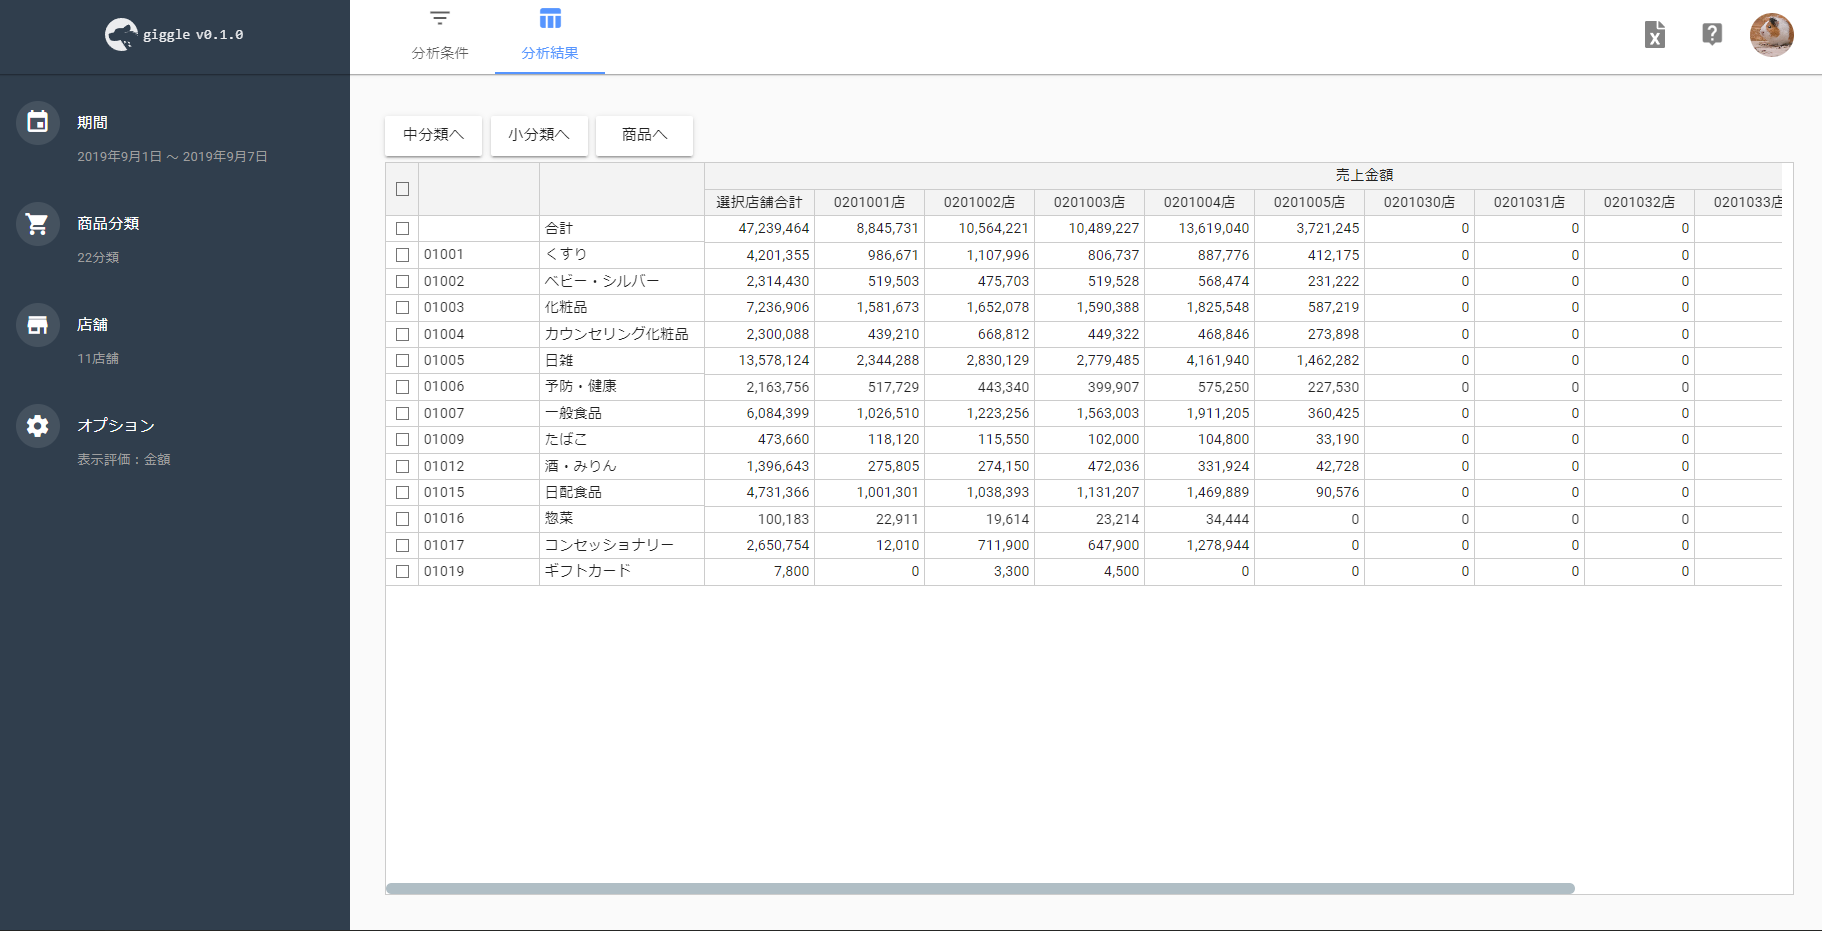 giggle v0.1.0
分析条件
分析結果
期間
2019年9月1日 ～ 2019年9月7日
商品分類
22分類
店舗
11店舗
オプション
表示評価：金額
中分類へ 小分類へ 商品へ
売上金額
選択店舗合計 0201001店 0201002店 0201003店 0201004店 0201005店 0201030店 0201031店 0201032店 0201033店
合計 47,239,464 8,845,731 10,564,221 10,489,227 13,619,040 3,721,245 0 0 0
01001 くすり 4,201,355 986,671 1,107,996 806,737 887,776 412,175 0 0 0
01002 ベビー・シルバー 2,314,430 519,503 475,703 519,528 568,474 231,222 0 0 0
01003 化粧品 7,236,906 1,581,673 1,652,078 1,590,388 1,825,548 587,219 0 0 0
01004 カウンセリング化粧品 2,300,088 439,210 668,812 449,322 468,846 273,898 0 0 0
01005 日雑 13,578,124 2,344,288 2,830,129 2,779,485 4,161,940 1,462,282 0 0 0
01006 予防・健康 2,163,756 517,729 443,340 399,907 575,250 227,530 0 0 0
01007 一般食品 6,084,399 1,026,510 1,223,256 1,563,003 1,911,205 360,425 0 0 0
01009 たばこ 473,660 118,120 115,550 102,000 104,800 33,190 0 0 0
01012 酒・みりん 1,396,643 275,805 274,150 472,036 331,924 42,728 0 0 0
01015 日配食品 4,731,366 1,001,301 1,038,393 1,131,207 1,469,889 90,576 0 0 0
01016 惣菜 100,183 22,911 19,614 23,214 34,444 0 0 0 0
01017 コンセッショナリー 2,650,754 12,010 711,900 647,900 1,278,944 0 0 0 0
01019 ギフトカード 7,800 0 3,300 4,500 0 0 0 0 0